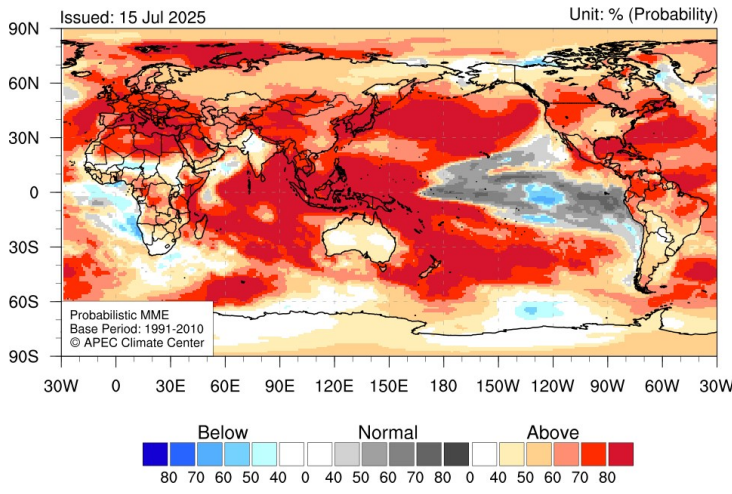 Issued: 15 Jul 2025
Unit: % (Probability)
90N
60N
30N
0
30S
60S
90S
Probabilistic MME
Base Period: 1991-2010
© APEC Climate Center
30W 0 30E 60E 90E 120E 150E 180 150W 120W 90W 60W 30W
Below Normal Above
80 70 60 50 40 0 40 50 60 70 80 0 40 50 60 70 80